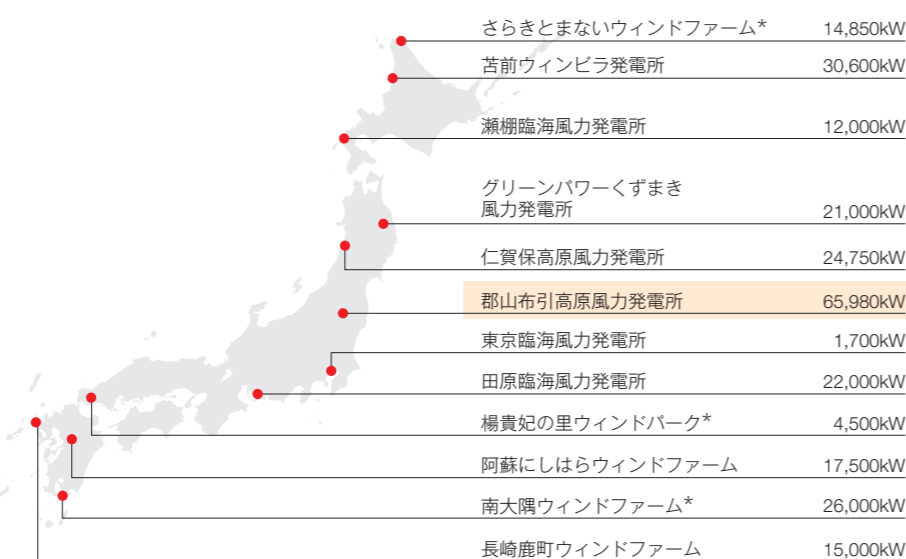 さらきとまないウィンドファーム* 14,850kW
苫前ウィンビラ発電所 30,600kW
瀬棚臨海風力発電所 12,000kW
グリーンパワーくずまき
風力発電所 21,000kW
仁賀保高原風力発電所 24,750kW
郡山布引高原風力発電所 65,980kW
東京臨海風力発電所 1,700kW
田原臨海風力発電所 22,000kW
楊貴妃の里ウィンドパーク* 4,500kW
阿蘇にしはらウィンドファーム 17,500kW
南大隅ウィンドファーム* 26,000kW
長崎鹿町ウィンドファーム 15,000kW